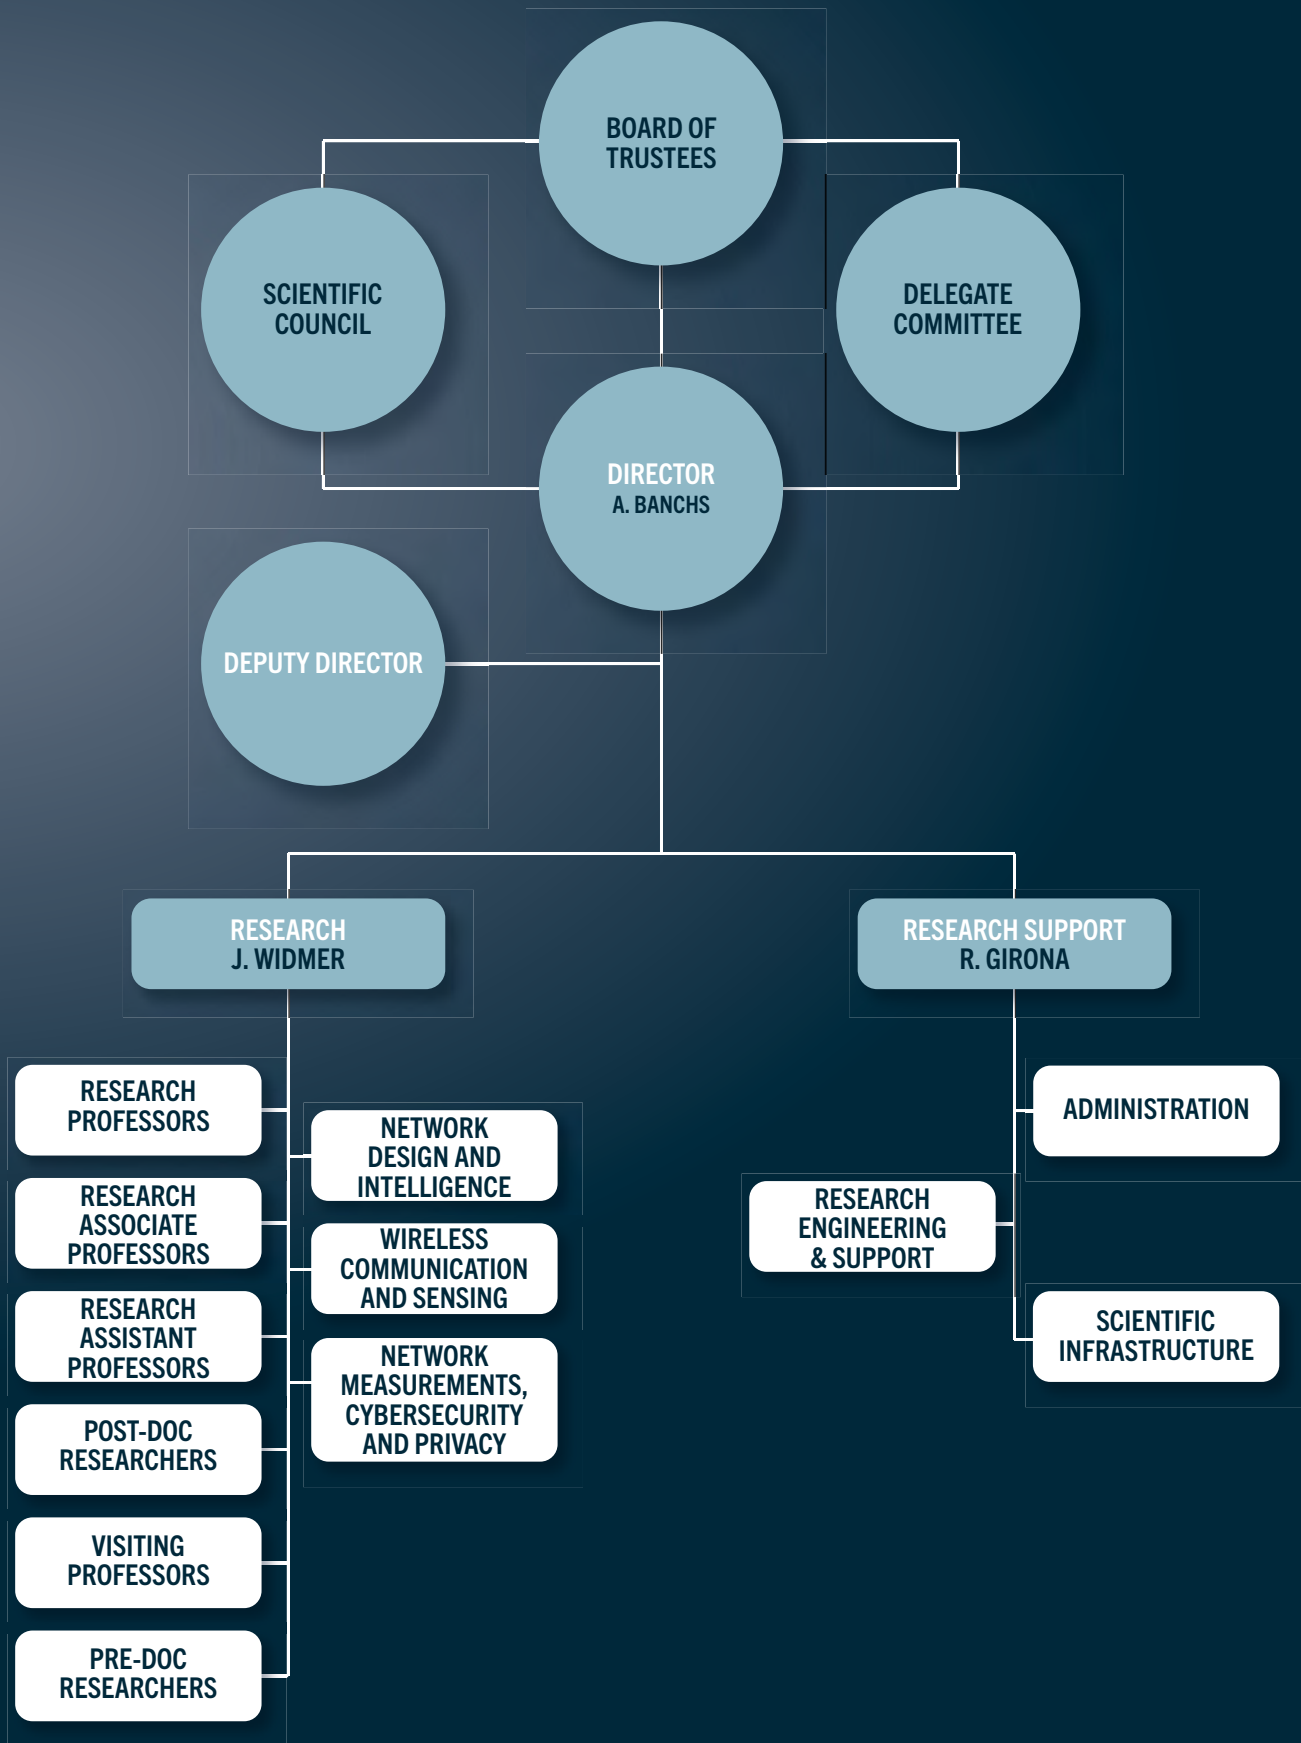 BOARD OF
TRUSTEES
SCIENTIFIC
COUNCIL
DELEGATE
COMMITTEE
DIRECTOR
A. BANCHS
DEPUTY DIRECTOR
RESEARCH
J. WIDMER
RESEARCH SUPPORT
R. GIRONA
RESEARCH
PROFESSORS
RESEARCH
ASSOCIATE
PROFESSORS
RESEARCH
ASSISTANT
PROFESSORS
POST-DOC
RESEARCHERS
VISITING
PROFESSORS
PRE-DOC
RESEARCHERS
NETWORK
DESIGN AND
INTELLIGENCE
WIRELESS
COMMUNICATION
AND SENSING
NETWORK
MEASUREMENTS,
CYBERSECURITY
AND PRIVACY
ADMINISTRATION
RESEARCH
ENGINEERING
& SUPPORT
SCIENTIFIC
INFRASTRUCTURE